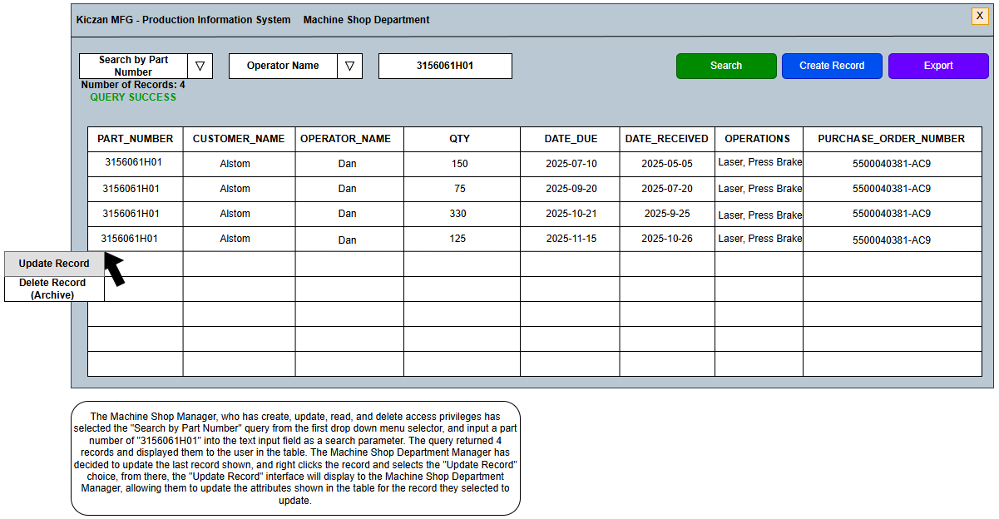 Kiczan MFG - Production Information System Machine Shop Department X
Search by Part
Number ▽ Operator Name ▽ 3156061H01 Search Create Record Export
Number of Records: 4
QUERY SUCCESS
PART_NUMBER CUSTOMER_NAME OPERATOR_NAME QTY DATE_DUE DATE_RECEIVED OPERATIONS PURCHASE_ORDER_NUMBER
3156061H01 Alstom Dan 150 2025-07-10 2025-05-05 Laser, Press Brake 5500040381-AC9
3156061H01 Alstom Dan 75 2025-09-20 2025-07-20 Laser, Press Brake 5500040381-AC9
3156061H01 Alstom Dan 330 2025-10-21 2025-9-25 Laser, Press Brake 5500040381-AC9
3156061H01 Alstom Dan 125 2025-11-15 2025-10-26 Laser, Press Brake 5500040381-AC9
Update Record
Delete Record
(Archive)
The Machine Shop Manager, who has create, update, read, and delete access privileges has
selected the "Search by Part Number" query from the first drop down menu selector, and input a part
number of "3156061H01" into the text input field as a search parameter. The query returned 4
records and displayed them to the user in the table. The Machine Shop Department Manager has
decided to update the last record shown, and right clicks the record and selects the "Update Record"
choice, from there, the "Update Record" interface will display to the Machine Shop Department
Manager, allowing them to update the attributes shown in the table for the record they selected to
update.